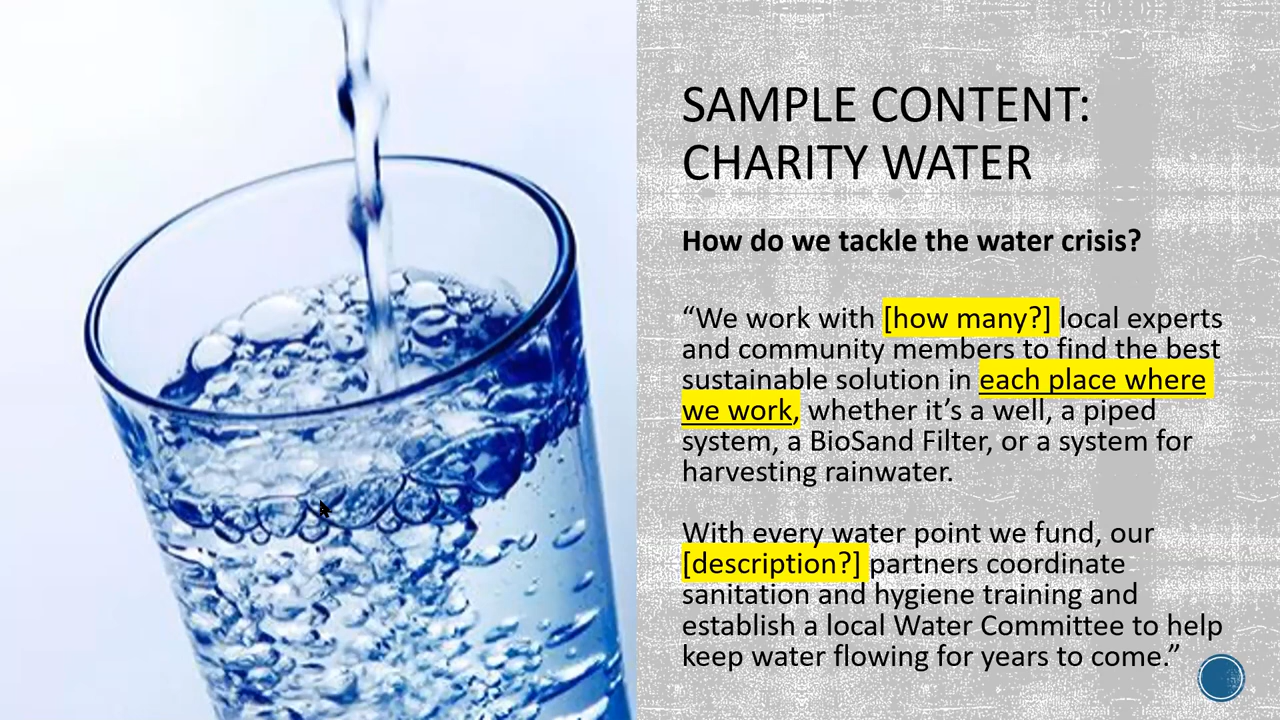 SAMPLE CONTENT:
CHARITY WATER
How do we tackle the water crisis?
“We work with [how many?] local experts
and community members to find the best
sustainable solution in each place where
we work, whether it’s a well, a piped
system, a BioSand Filter, or a system for
harvesting rainwater.
With every water point we fund, our
[description?] partners coordinate
sanitation and hygiene training and
establish a local Water Committee to help
keep water flowing for years to come.”